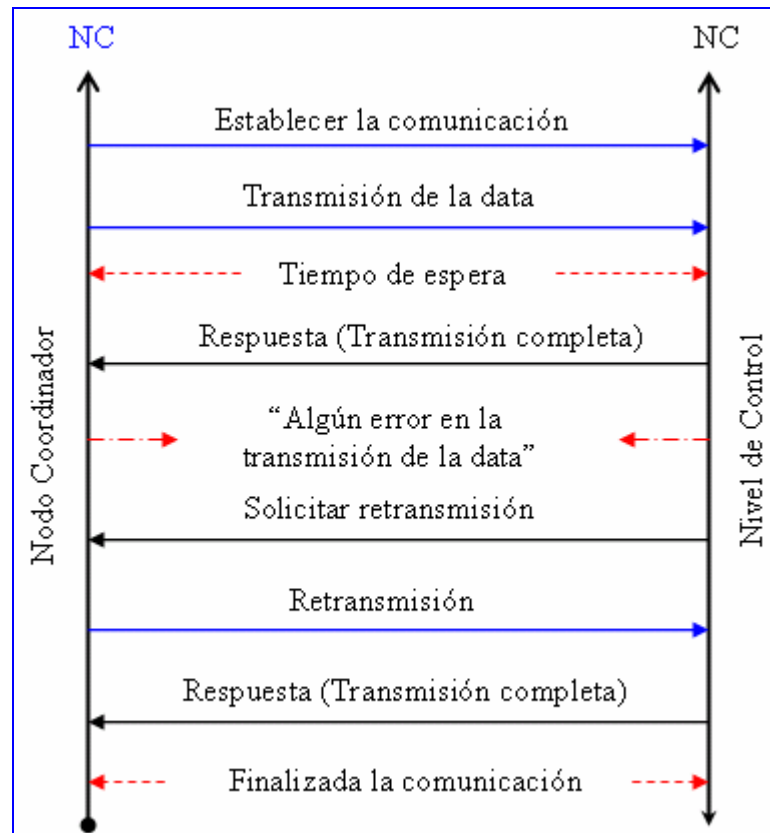 NC
NC
Establecer la comunicación
Transmisión de la data
Tiempo de espera
Respuesta (Transmisión completa)
“Algún error en la
transmisión de la data”
Solicitar retransmisión
Retransmisión
Respuesta (Transmisión completa)
Finalizada la comunicación
Nodo Coordinador
Nivel de Control